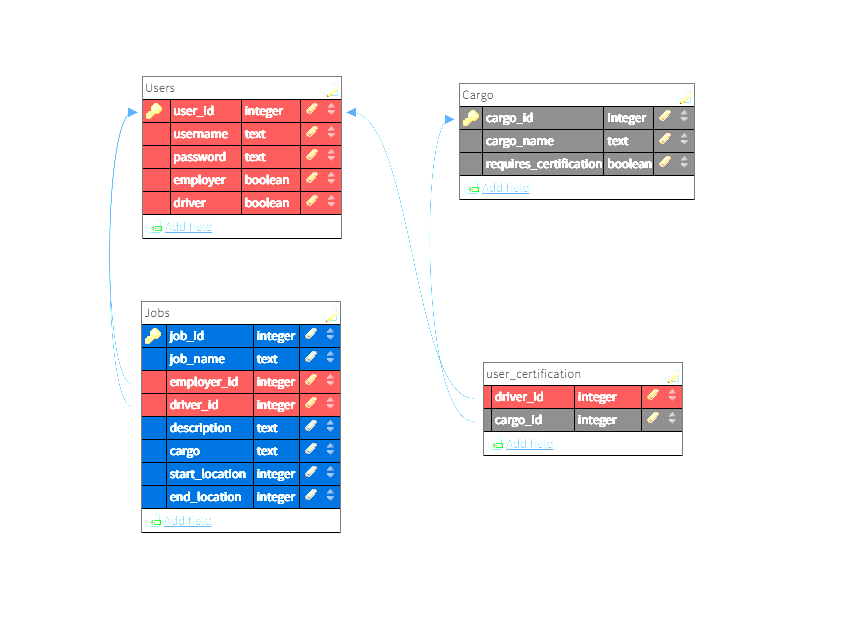 Users
user_id integer
username text
password text
employer boolean
driver boolean
Add field
Cargo
cargo_id integer
cargo_name text
requires_certification boolean
Add field
Jobs
job_id integer
job_name text
employer_id integer
driver_id integer
description text
cargo text
start_location integer
end_location integer
Add field
user_certification
driver_id integer
cargo_id integer
Add field